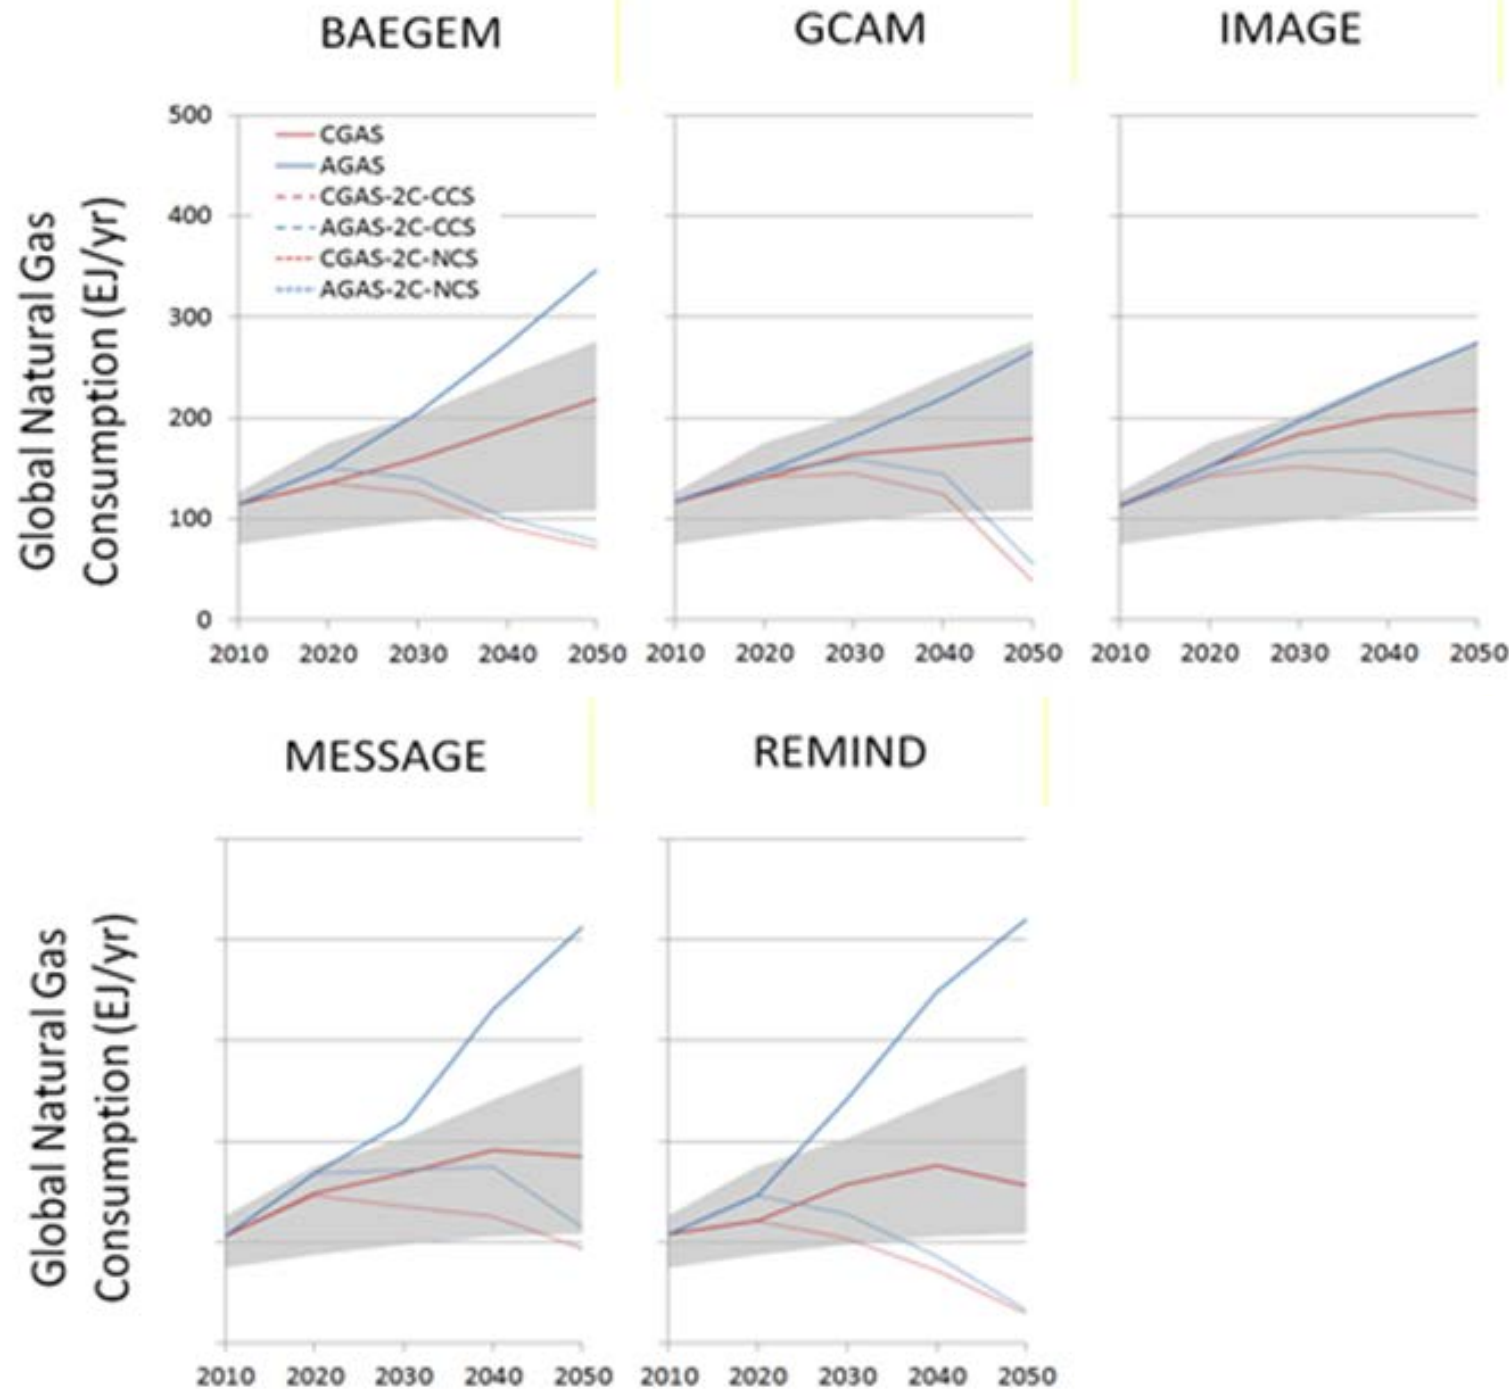 BAEGEM
GCAM
IMAGE
Global Natural Gas
Consumption (EJ/yr)
500
400
300
200
100
0
CGAS
AGAS
CGAS-2C-CCS
AGAS-2C-CCS
CGAS-2C-NCS
AGAS-2C-NCS
2010 2020 2030 2040 2050
2010 2020 2030 2040 2050
2010 2020 2030 2040 2050
MESSAGE
REMIND
Global Natural Gas
Consumption (EJ/yr)
2010 2020 2030 2040 2050
2010 2020 2030 2040 2050